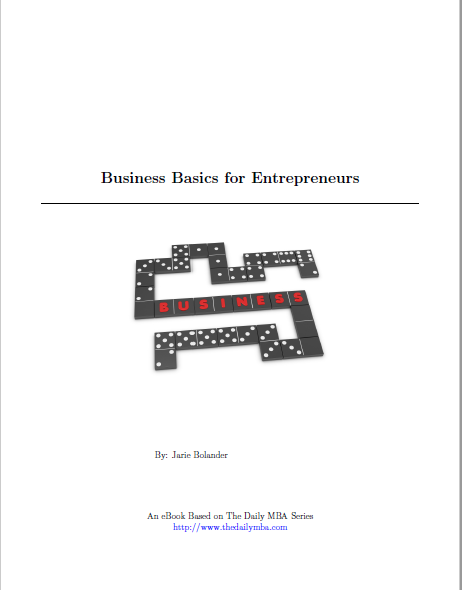 Business Basics for Entrepreneurs
BUSINESS
By: Jarie Bolander
An eBook Based on The Daily MBA Series
http://www.thedailymba.com